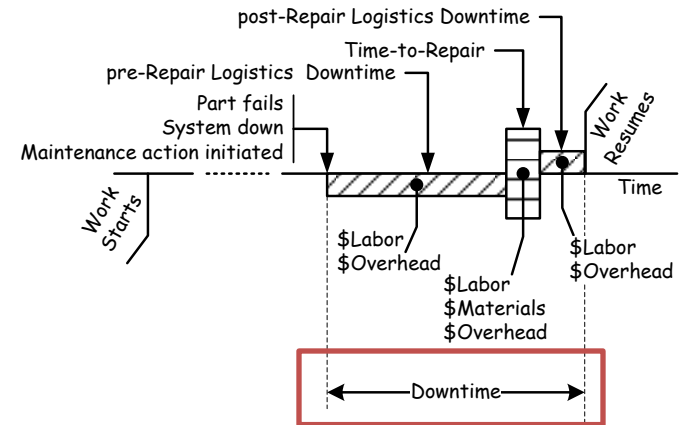 post-Repair Logistics Downtime
Time-to-Repair
pre-Repair Logistics Downtime
Part fails
System down
Maintenance action initiated
Work
Resumes
Time
Work
Starts
$Labor
$Overhead
$Labor
$Materials
$Overhead
$Labor
$Overhead
Downtime